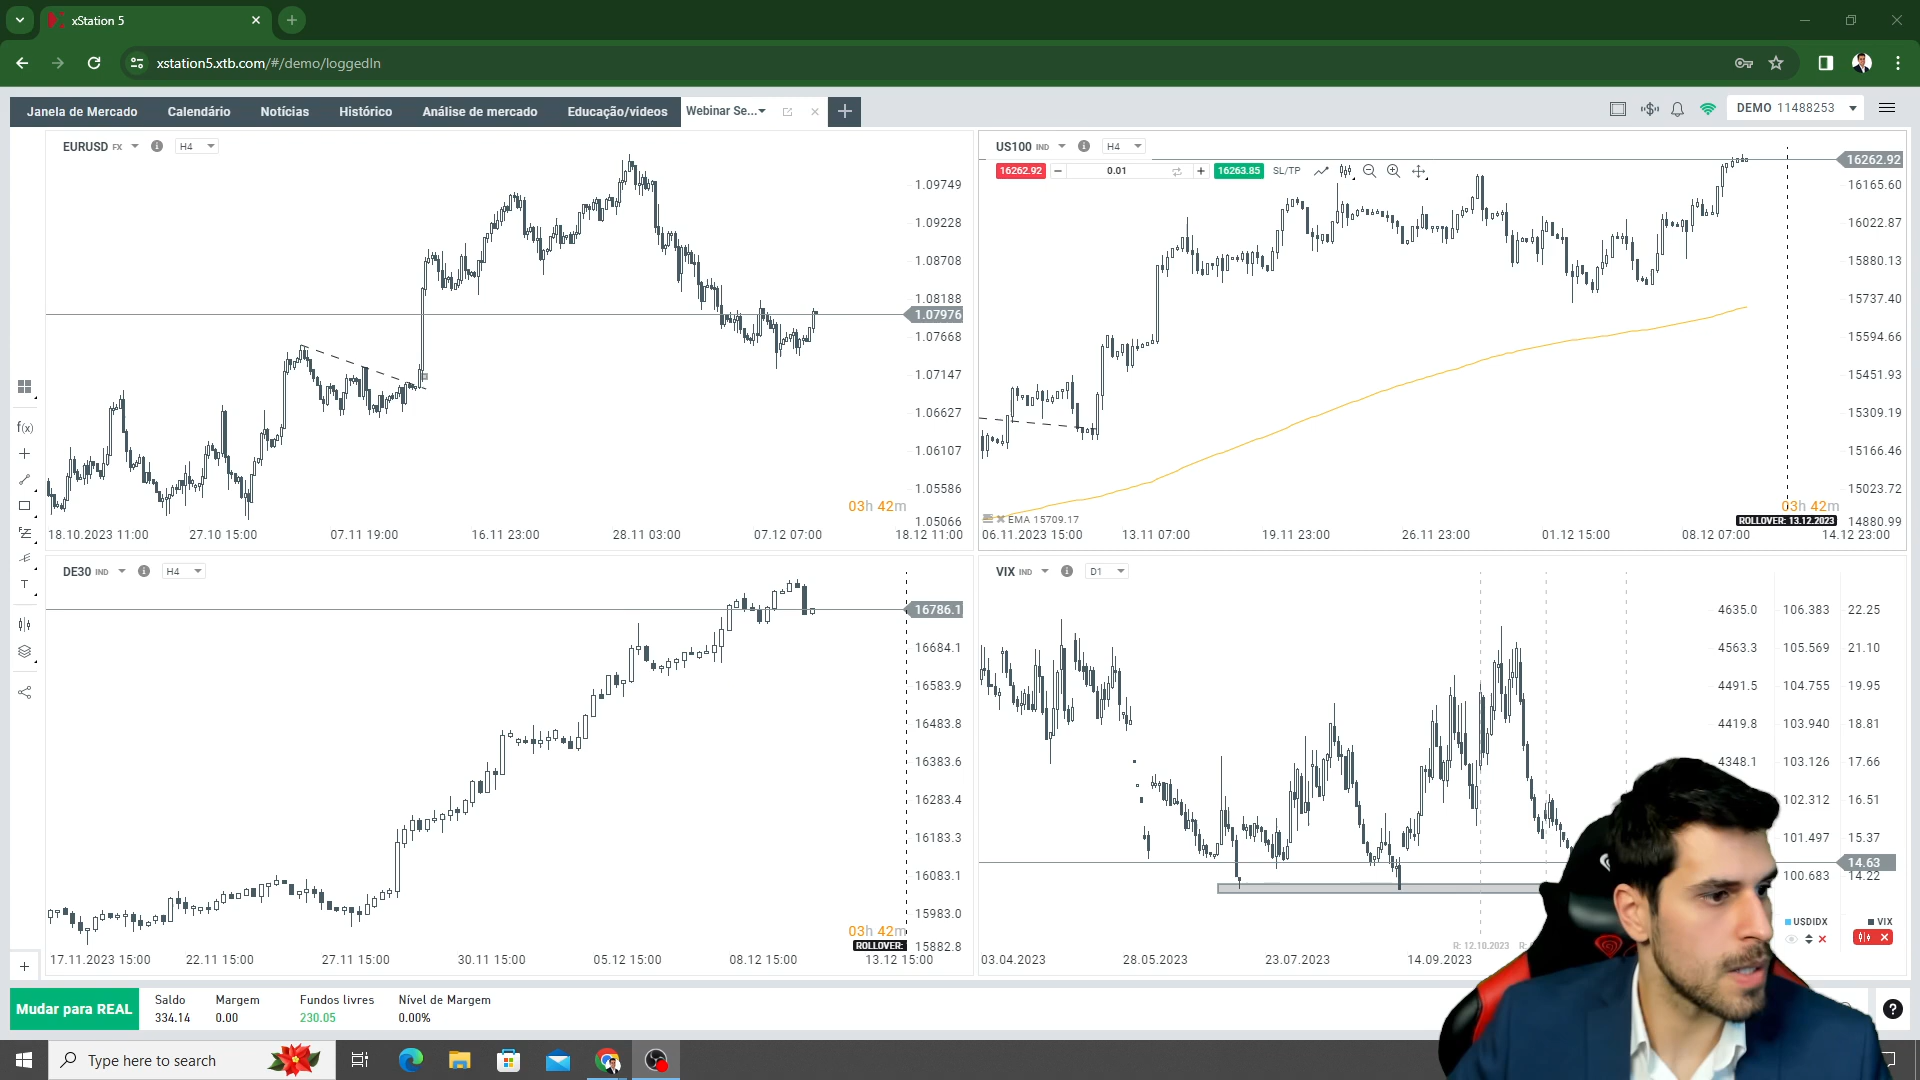 xStation 5
xstation5.xtb.com/#/demo/loggedIn
Janela de Mercado Calendário Notícias Histórico Análise de mercado Educação/videos Webinar Se...
DEMO 11488253
EURUSD FX H4
1.09749
1.09228
1.08708
1.08188
1.07976
1.07668
1.07147
1.06627
1.06107
1.05586
1.05066
03h 42m
18.10.2023 11:00 27.10 15:00 07.11 19:00 16.11 23:00 28.11 03:00 07.12 07:00 18.12 11:00
US100 IND H4
16262.92 0.01 16263.85 SL/TP
16262.92
16165.60
16022.87
15880.13
15737.40
15594.66
15451.93
15309.19
15166.46
15023.72
14880.99
03h 42m
EMA 15709.17
ROLLOVER: 13.12.2023
06.11.2023 15:00 13.11 07:00 19.11 23:00 26.11 23:00 01.12 15:00 08.12 07:00 14.12 23:00
f(x)
T
DE30 IND H4
16786.1
16684.1
16583.9
16483.8
16383.6
16283.4
16183.3
16083.1
15983.0
15882.8
03h 42m
ROLLOVER:
17.11.2023 15:00 22.11 15:00 27.11 15:00 30.11 15:00 05.12 15:00 08.12 15:00 13.12 15:00
VIX IND D1
4635.0 106.383 22.25
4563.3 105.569 21.10
4491.5 104.755 19.95
4419.8 103.940 18.81
4348.1 103.126 17.66
102.312 16.51
101.497 15.37
14.63
100.683 14.22
USDIDX VIX
R: 12.10.2023 R:
03.04.2023 28.05.2023 23.07.2023 14.09.2023
Mudar para REAL
Saldo Margem Fundos livres Nível de Margem
334.14 0.00 230.05 0.00%
?
Type here to search